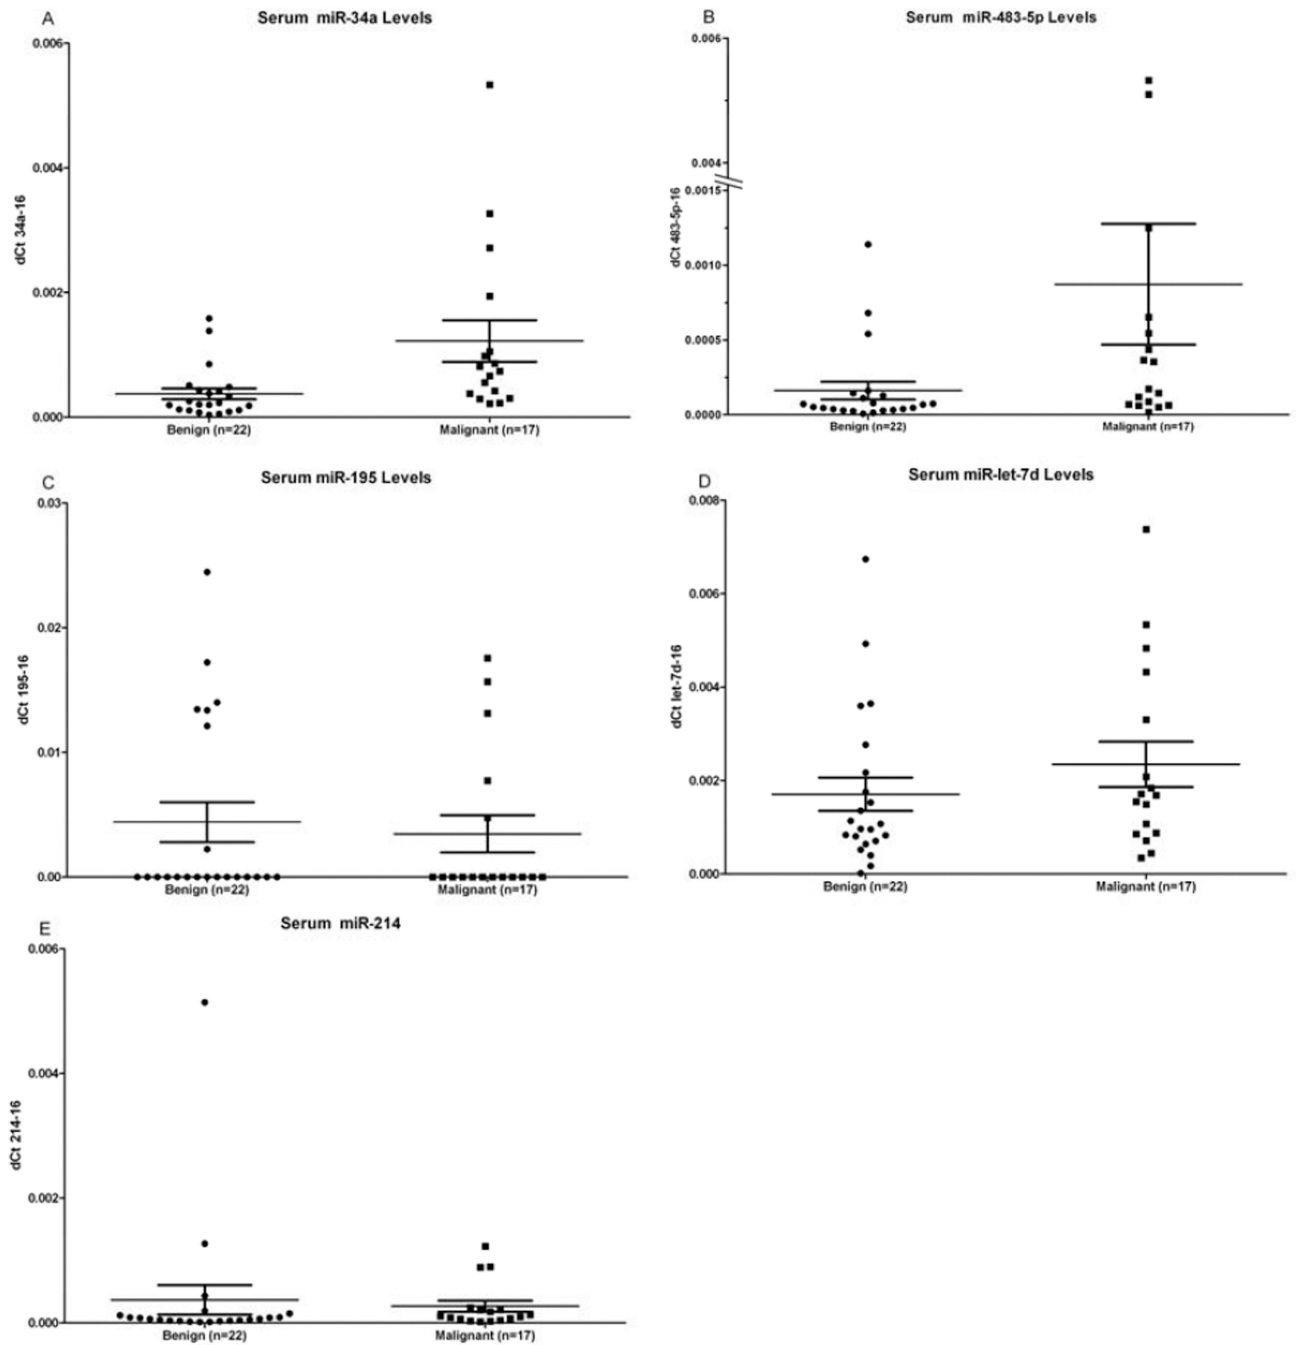 A
Serum miR-34a Levels
0.006
0.004
0.002
0.000
dCt 34a-16
Benign (n=22)
Malignant (n=17)
B
Serum miR-483-5p Levels
0.006
0.004
0.0015
0.0010
0.0005
0.0000
dCt 483-5p-16
Benign (n=22)
Malignant (n=17)
C
Serum miR-195 Levels
0.03
0.02
0.01
0.00
dCt 195-16
Benign (n=22)
Malignant (n=17)
D
Serum miR-let-7d Levels
0.008
0.006
0.004
0.002
0.000
dCt let-7d-16
Benign (n=22)
Malignant (n=17)
E
Serum miR-214
0.006
0.004
0.002
0.000
dCt 214-16
Benign (n=22)
Malignant (n=17)